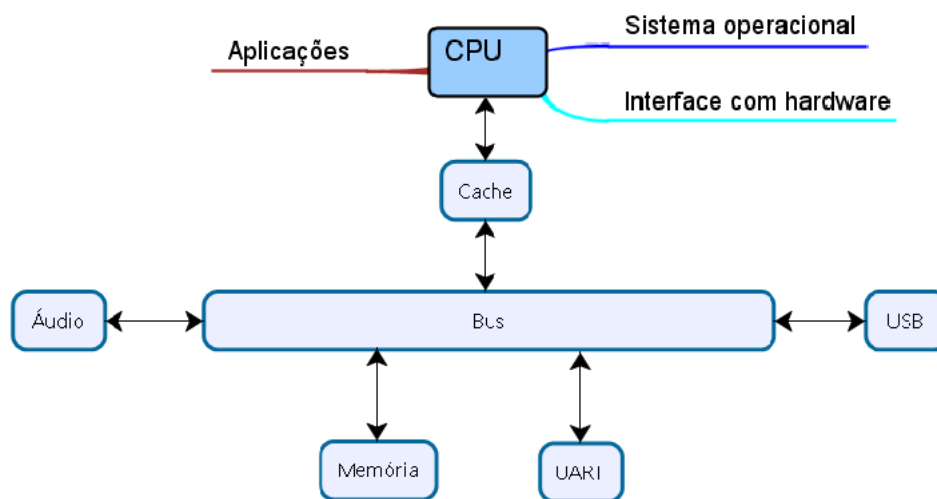 Sistema operacional
Aplicações
CPU
Interface com hardware
Cache
Áudio
Bus
USB
Memória
UART